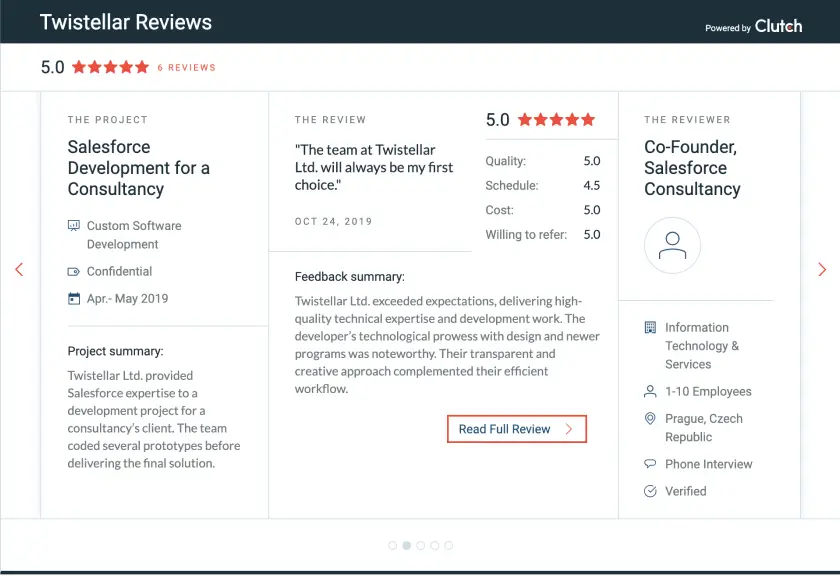 Twistellar Reviews
Powered by Clutch
5.0
6 REVIEWS
THE PROJECT
Salesforce
Development for a
Consultancy
Custom Software
Development
Confidential
Apr.- May 2019
Project summary:
Twistellar Ltd. provided
Salesforce expertise to a
development project for a
consultancy's client. The team
coded several prototypes before
delivering the final solution.
THE REVIEW
"The team at Twistellar
Ltd. will always be my first
choice."
OCT 24, 2019
5.0
Quality: 5.0
Schedule: 4.5
Cost: 5.0
Willing to refer: 5.0
Feedback summary:
Twistellar Ltd. exceeded expectations, delivering high-
quality technical expertise and development work. The
developer's technological prowess with design and newer
programs was noteworthy. Their transparent and
creative approach complemented their efficient
workflow.
Read Full Review
THE REVIEWER
Co-Founder,
Salesforce
Consultancy
Information
Technology &
Services
1-10 Employees
Prague, Czech
Republic
Phone Interview
Verified